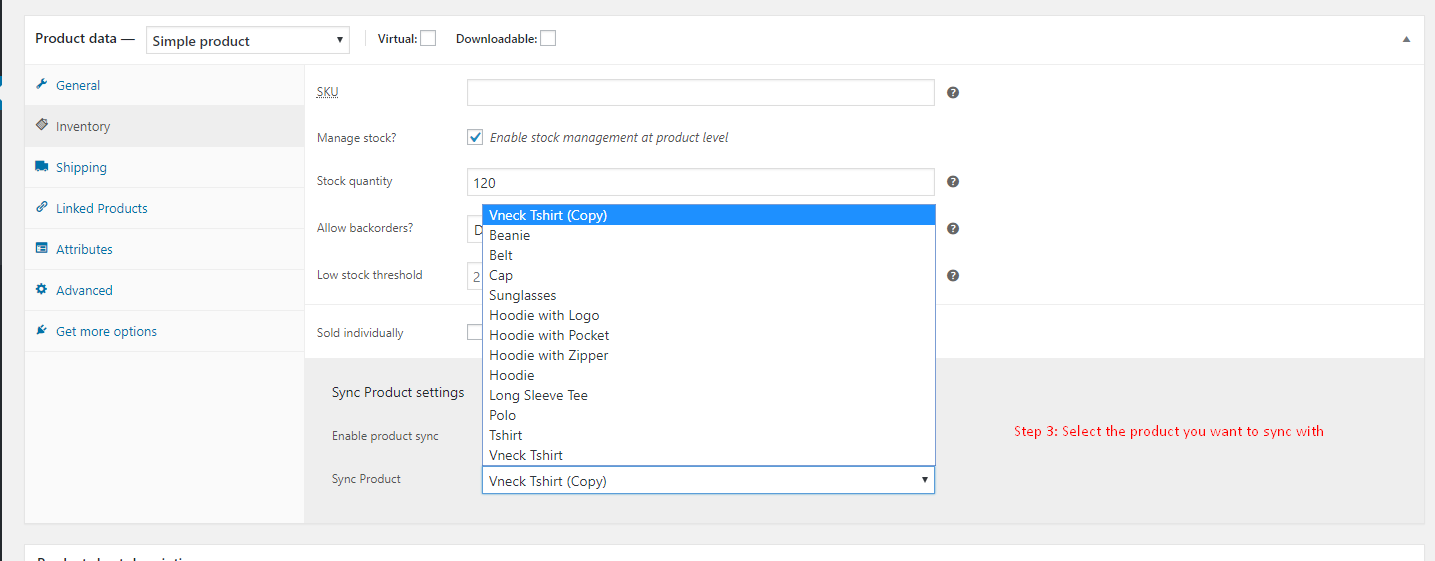 Product data — Simple product Virtual: Downloadable:
General
Inventory
Shipping
Linked Products
Attributes
Advanced
Get more options
SKU
Manage stock? Enable stock management at product level
Stock quantity 120
Allow backorders? D
Low stock threshold 2
Sold individually
Vneck Tshirt (Copy)
Beanie
Belt
Cap
Sunglasses
Hoodie with Logo
Hoodie with Pocket
Hoodie with Zipper
Hoodie
Long Sleeve Tee
Polo
Tshirt
Vneck Tshirt
Sync Product settings
Enable product sync
Step 3: Select the product you want to sync with
Sync Product Vneck Tshirt (Copy)